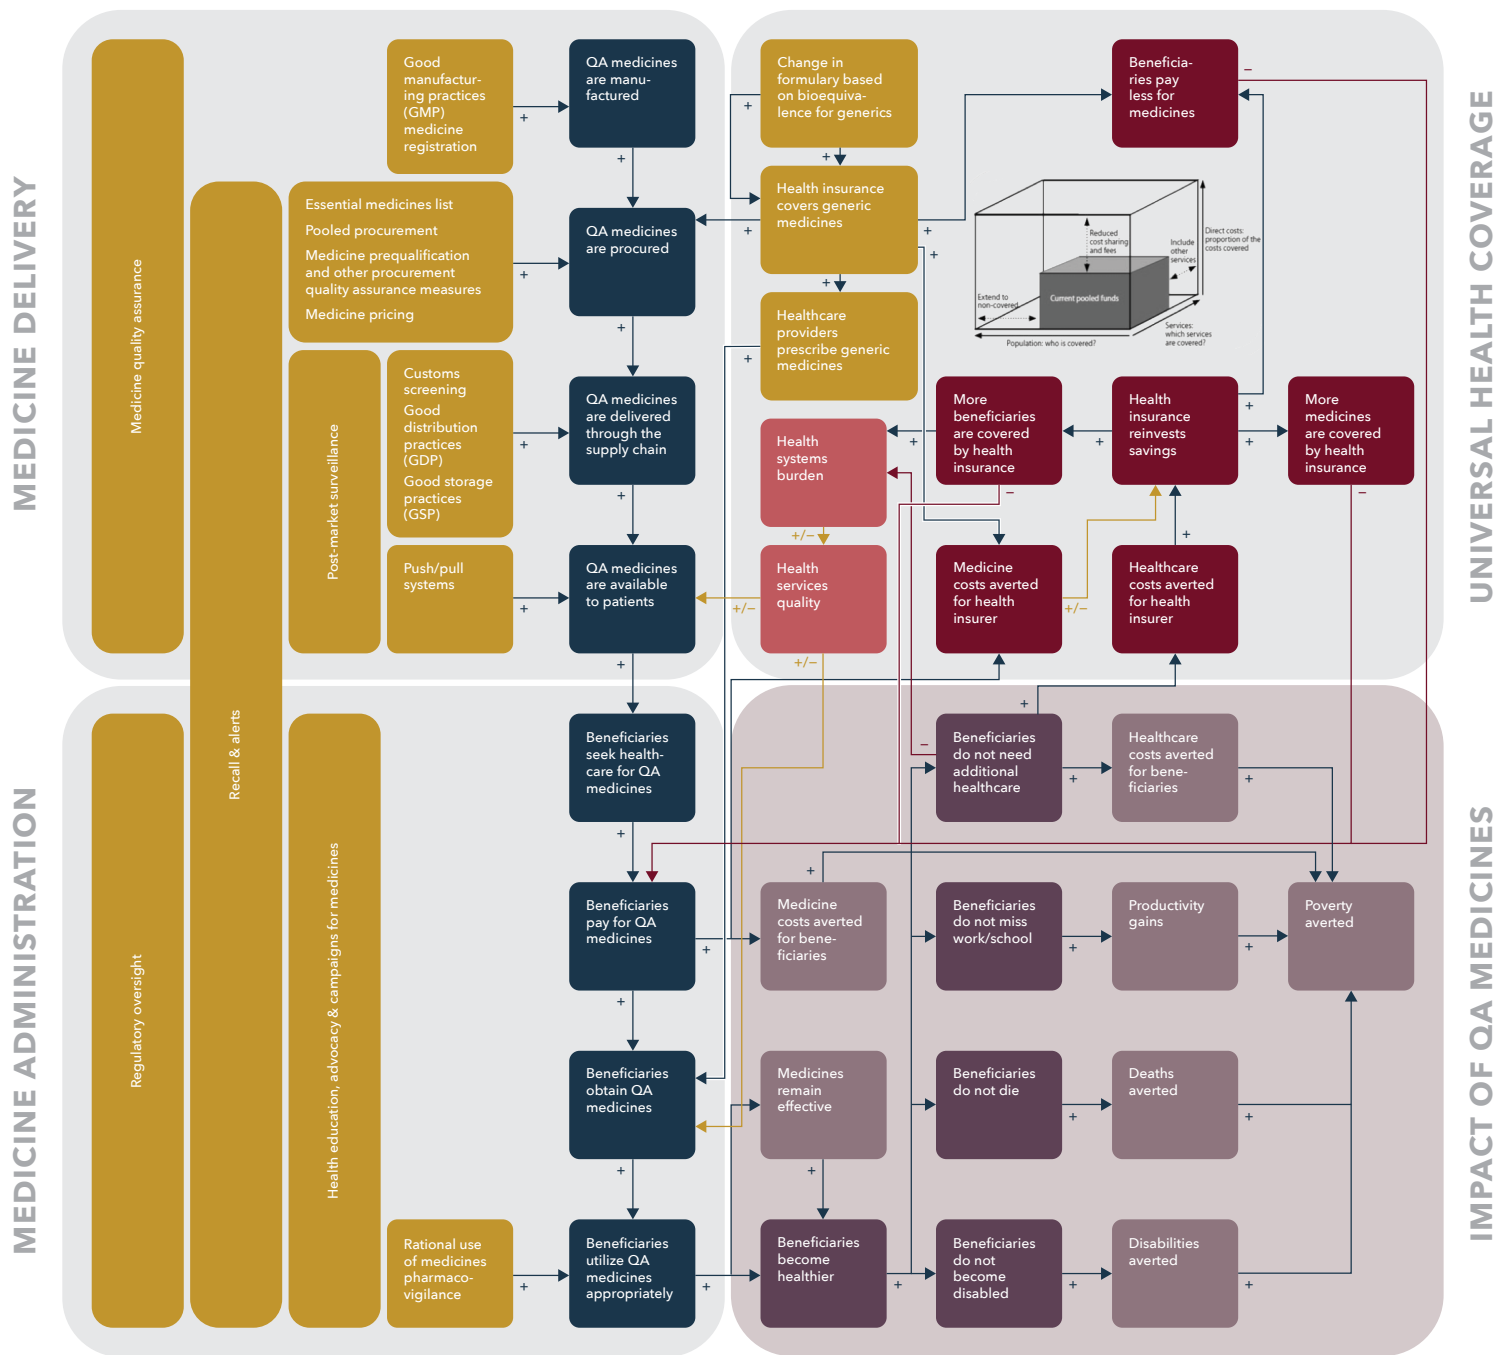 MEDICINE DELIVERY
MEDICINE ADMINISTRATION
UNIVERSAL HEALTH COVERAGE
IMPACT OF QA MEDICINES
Medicine quality assurance
Recall & alerts
Post-market surveillance
Regulatory oversight
Health education, advocacy & campaigns for medicines
Good
manufactur-
ing practices
(GMP)
medicine
registration
+
QA medicines
are manu-
factured
+
Essential medicines list
Pooled procurement
Medicine prequalification
and other procurement
quality assurance measures
Medicine pricing
+
QA medicines
are procured
+
Customs
screening
Good
distribution
practices
(GDP)
Good storage
practices
(GSP)
+
QA medicines
are delivered
through the
supply chain
+
Push/pull
systems
+
QA medicines
are available
to patients
+
Beneficiaries
seek health-
care for QA
medicines
+
Beneficiaries
pay for QA
medicines
+
+
Beneficiaries
obtain QA
medicines
+
Rational use
of medicines
pharmaco-
vigilance
+
Beneficiaries
utilize QA
medicines
appropriately
+
Change in
formulary based
on bioequiva-
lence for generics
+
+
Health insurance
covers generic
medicines
+
+
+
+
Healthcare
providers
prescribe generic
medicines
+
Beneficia-
ries pay
less for
medicines
−
Reduced
cost sharing
and fees
Include
other
services
Direct costs:
proportion of the
costs covered
Extend to
non-covered
Current pooled funds
Services:
which services
are covered?
Population: who is covered?
Health
systems
burden
+/−
More
beneficiaries
are covered
by health
insurance
+
−
Health
insurance
reinvests
savings
+
+
+
More
medicines
are covered
by health
insurance
−
Health
services
quality
+/−
+/−
Medicine
costs averted
for health
insurer
+/−
Healthcare
costs averted
for health
insurer
+
Beneficiaries
do not need
additional
healthcare
+
−
+
Healthcare
costs averted
for bene-
ficiaries
+
Medicine
costs averted
for bene-
ficiaries
+
Beneficiaries
do not miss
work/school
+
Productivity
gains
+
Poverty
averted
Medicines
remain
effective
+
Beneficiaries
do not die
+
Deaths
averted
+
Beneficiaries
become
healthier
+
Beneficiaries
do not
become
disabled
+
Disabilities
averted
+